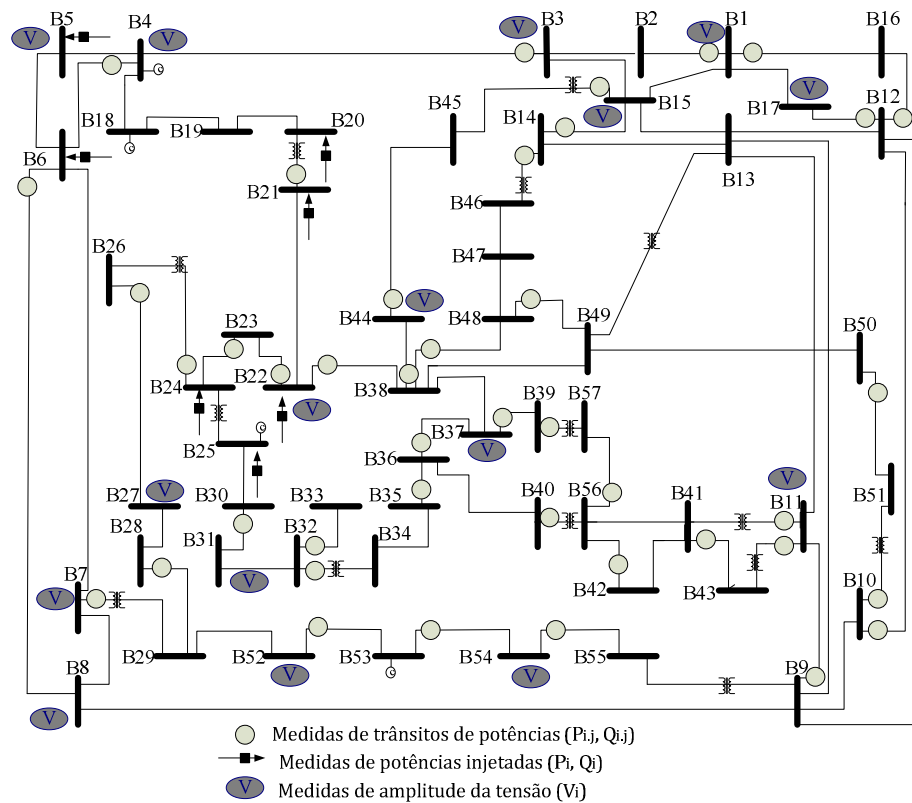 B5
B4
B3
B2
B1
B16
V
V
V
V
V
B17
B12
B18
B19
B20
B45
B14
V
B15
B6
B21
B13
B46
B26
B47
B23
B44
V
B48
B49
B50
B24
B22
V
B38
B39
B57
B25
B37
V
B36
B27
V
B30
B33
B35
B40
B56
B41
V
B11
B51
B28
B31
B32
B34
V
B42
B43
B7
V
B10
B29
B52
B53
B54
B55
B9
B8
V
V
V
Medidas de trânsitos de potências (Pi.j, Qi.j)
Medidas de potências injetadas (Pi, Qi)
V
Medidas de amplitude da tensão (Vi)